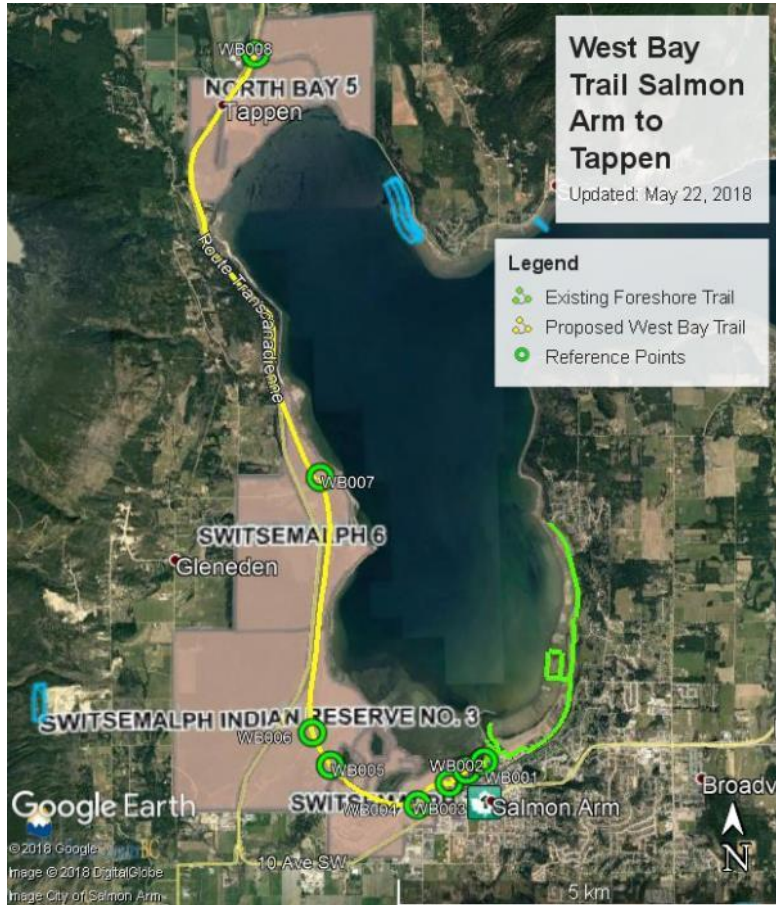 WB008
NORTH BAY 5
Tappen
West Bay
Trail Salmon
Arm to
Tappen
Updated: May 22, 2018
Legend
Existing Foreshore Trail
Proposed West Bay Trail
Reference Points
Route Transcanadienne
WB007
SWITSEMALPH 6
Gleneden
SWITSEMALPH INDIAN RESERVE NO. 3
WB006
WB005
WB002
WB001
WB004
WB003
Salmon Arm
Broadv
Google Earth
© 2018 Google
Image © 2018 DigitalGlobe
Image City of Salmon Arm
10 Ave SW
5 km
N